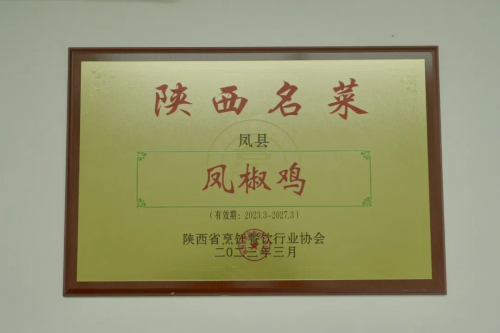 陕西名菜
凤县
凤椒鸡
(有效期：2023.3-2027.3)
陕西省烹饪餐饮行业协会
二〇二三年三月